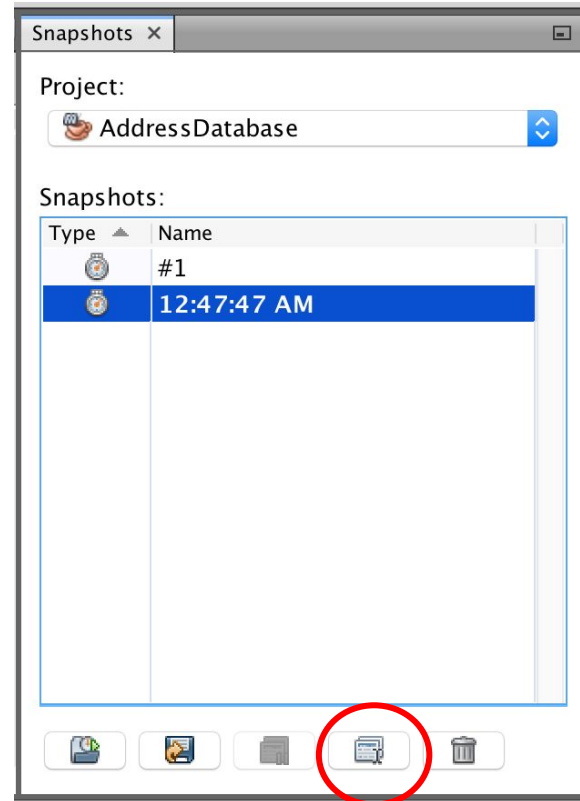 Snapshots
Project:
AddressDatabase
Snapshots:
Type Name
#1
12:47:47 AM